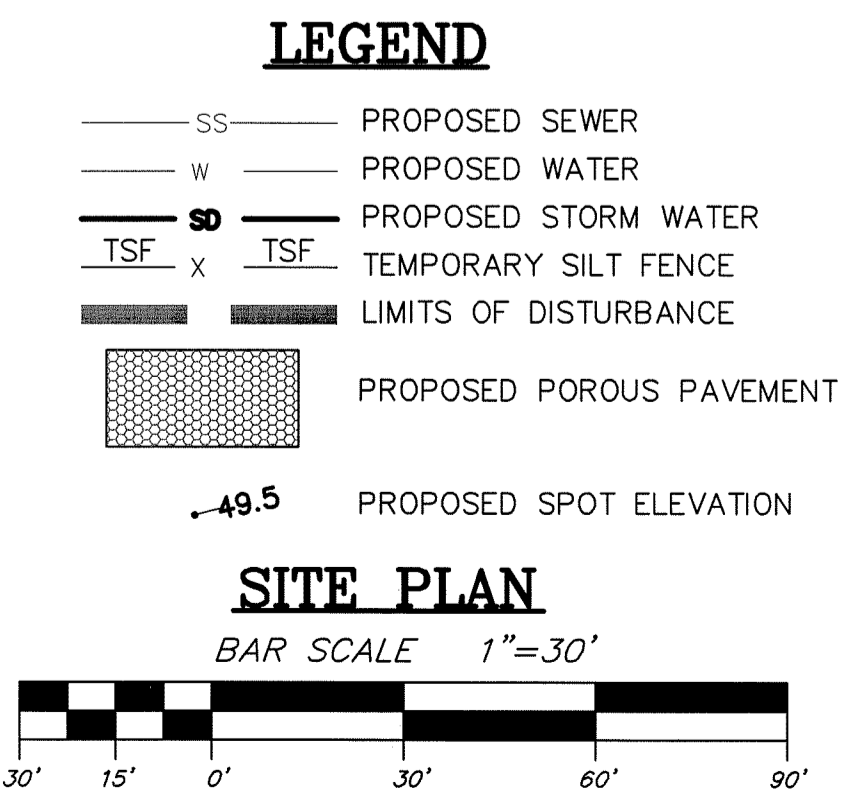 LEGEND
SS PROPOSED SEWER
W PROPOSED WATER
SD PROPOSED STORM WATER
TSF X TSF TEMPORARY SILT FENCE
LIMITS OF DISTURBANCE
PROPOSED POROUS PAVEMENT
49.5 PROPOSED SPOT ELEVATION
SITE PLAN
BAR SCALE 1"=30'
30' 15' 0' 30' 60' 90'